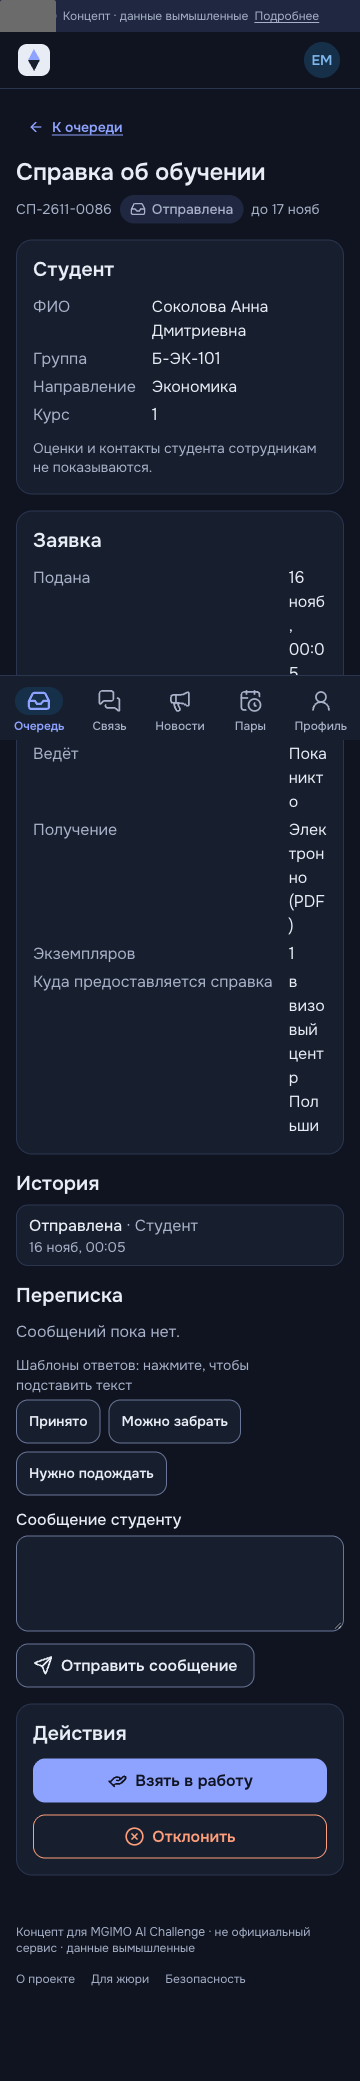 Концепт · данные вымышленные Подробнее
ЕМ
К очереди
Справка об обучении
СП-2611-0086 Отправлена до 17 нояб
Студент
ФИО Соколова Анна
Дмитриевна
Группа Б-ЭК-101
Направление Экономика
Курс 1
Оценки и контакты студента сотрудникам
не показываются.
Заявка
Подана 16
нояб
,
00:0
5
Очередь Связь Новости Пары Профиль
Ведёт Пока
никт
о
Получение Элек
трон
но
(PDF
)
Экземпляров 1
Куда предоставляется справка в
визо
вый
цент
р
Пол
ьши
История
Отправлена · Студент
16 нояб, 00:05
Переписка
Сообщений пока нет.
Шаблоны ответов: нажмите, чтобы
подставить текст
Принято Можно забрать
Нужно подождать
Сообщение студенту
Отправить сообщение
Действия
Взять в работу
Отклонить
Концепт для MGIMO AI Challenge · не официальный
сервис · данные вымышленные
О проекте Для жюри Безопасность